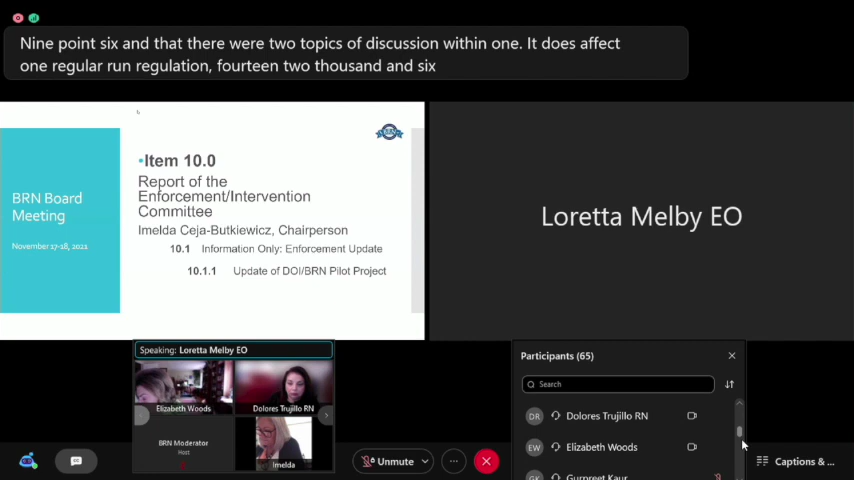 Nine point six and that there were two topics of discussion within one. It does affect
one regular run regulation, fourteen two thousand and six
BRN Board
Meeting
November 17-18, 2021
•Item 10.0
Report of the
Enforcement/Intervention
Committee
Imelda Ceja-Butkiewicz, Chairperson
10.1 Information Only: Enforcement Update
10.1.1 Update of DOI/BRN Pilot Project
Loretta Melby EO
Speaking: Loretta Melby EO
Elizabeth Woods
Dolores Trujillo RN
BRN Moderator
Host
Imelda
Participants (65)
Search
DR Dolores Trujillo RN
EW Elizabeth Woods
GK Gurpreet Kaur
CC
Unmute
Captions & ...